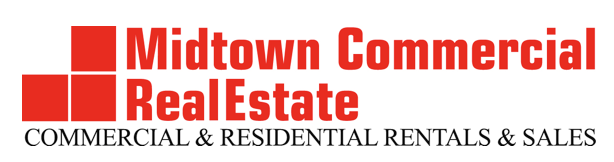 Midtown Commercial
RealEstate
COMMERCIAL & RESIDENTIAL RENTALS & SALES